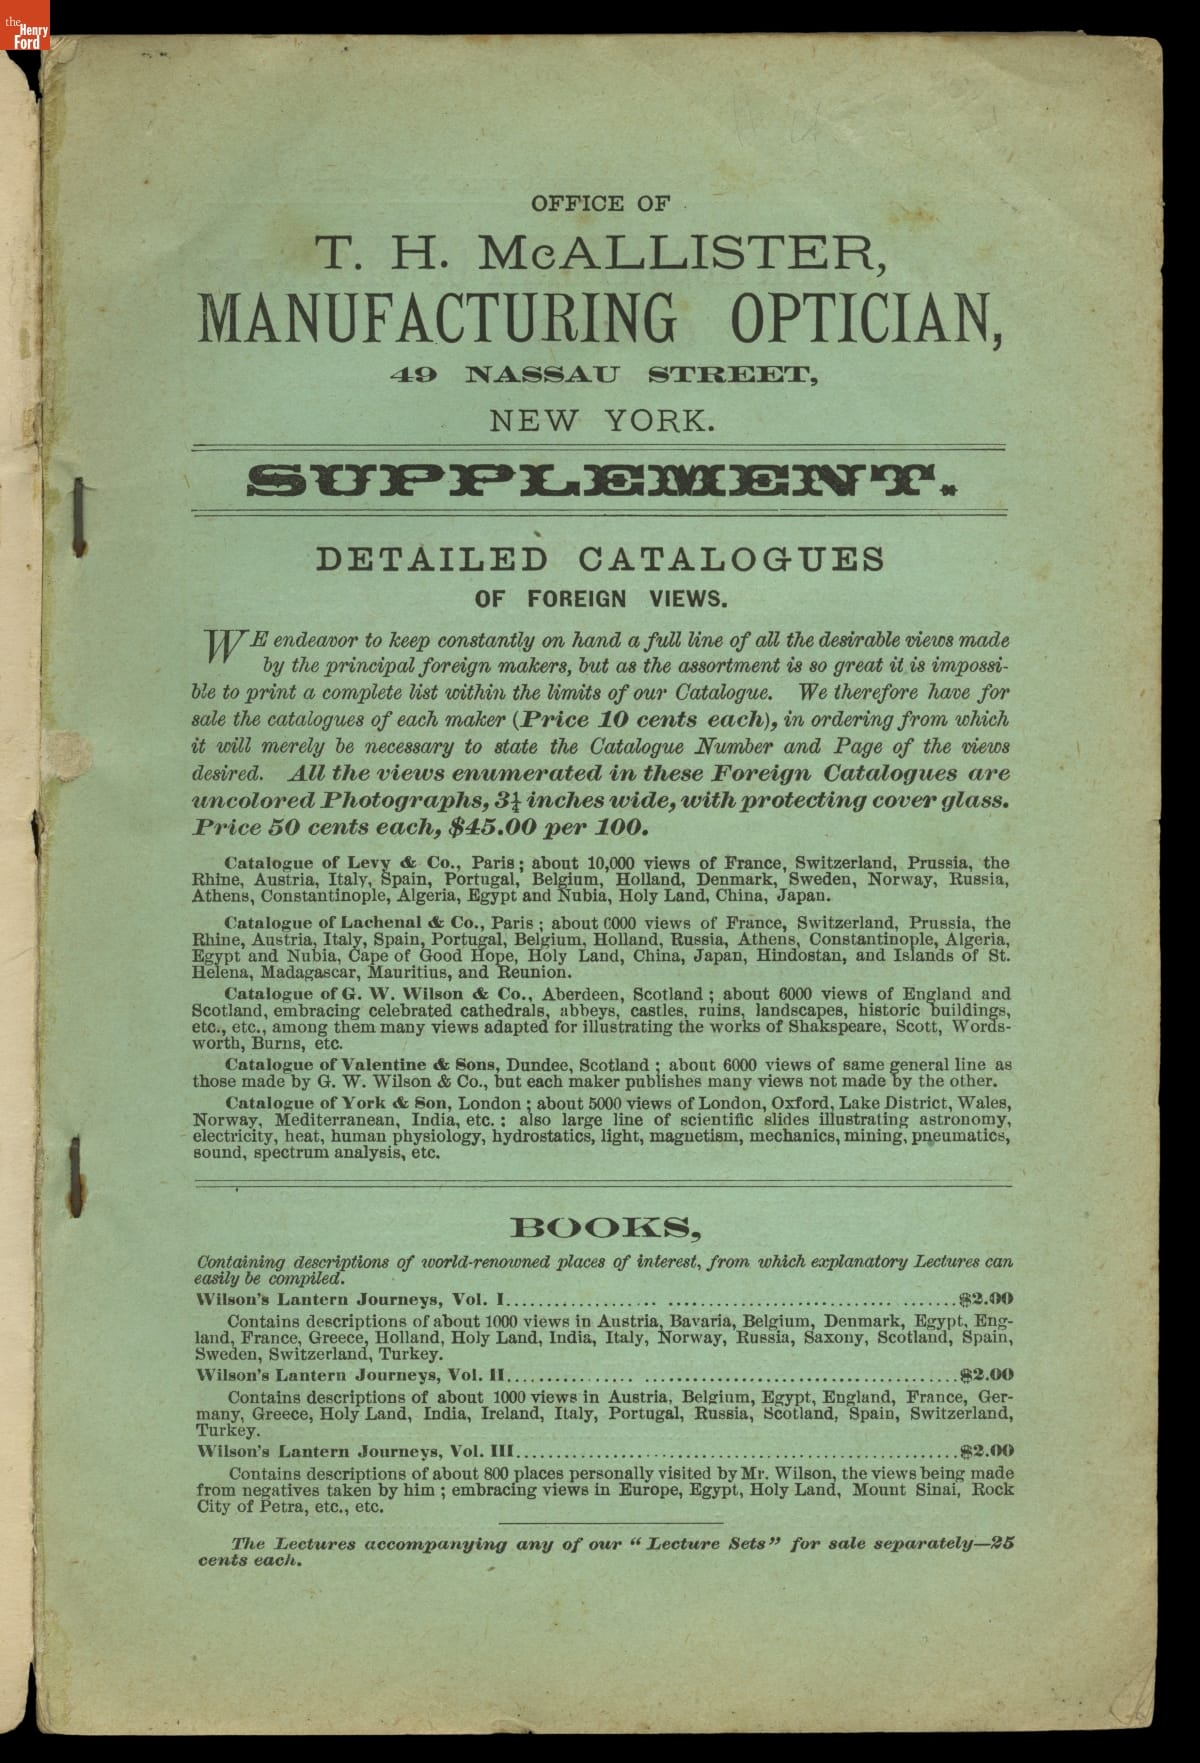 the
Henry
Ford
OFFICE OF
T. H. McALLISTER,
MANUFACTURING OPTICIAN,
49 NASSAU STREET,
NEW YORK.
SUPPLEMENT.
DETAILED CATALOGUES
OF FOREIGN VIEWS.
WE endeavor to keep constantly on hand a full line of all the desirable views made
by the principal foreign makers, but as the assortment is so great it is impossi-
ble to print a complete list within the limits of our Catalogue. We therefore have for
sale the catalogues of each maker (Price 10 cents each), in ordering from which
it will merely be necessary to state the Catalogue Number and Page of the views
desired. All the views enumerated in these Foreign Catalogues are
uncolored Photographs, 3¼ inches wide, with protecting cover glass.
Price 50 cents each, $45.00 per 100.
Catalogue of Levy & Co., Paris; about 10,000 views of France, Switzerland, Prussia, the
Rhine, Austria, Italy, Spain, Portugal, Belgium, Holland, Denmark, Sweden, Norway, Russia,
Athens, Constantinople, Algeria, Egypt and Nubia, Holy Land, China, Japan.
Catalogue of Lachenal & Co., Paris; about 6000 views of France, Switzerland, Prussia, the
Rhine, Austria, Italy, Spain, Portugal, Belgium, Holland, Russia, Athens, Constantinople, Algeria,
Egypt and Nubia, Cape of Good Hope, Holy Land, China, Japan, Hindostan, and Islands of St.
Helena, Madagascar, Mauritius, and Reunion.
Catalogue of G. W. Wilson & Co., Aberdeen, Scotland; about 6000 views of England and
Scotland, embracing celebrated cathedrals, abbeys, castles, ruins, landscapes, historic buildings,
etc., etc., among them many views adapted for illustrating the works of Shakspeare, Scott, Words-
worth, Burns, etc.
Catalogue of Valentine & Sons, Dundee, Scotland; about 6000 views of same general line as
those made by G. W. Wilson & Co., but each maker publishes many views not made by the other.
Catalogue of York & Son, London; about 5000 views of London, Oxford, Lake District, Wales,
Norway, Mediterranean, India, etc.: also large line of scientific slides illustrating astronomy,
electricity, heat, human physiology, hydrostatics, light, magnetism, mechanics, mining, pneumatics,
sound, spectrum analysis, etc.
BOOKS,
Containing descriptions of world-renowned places of interest, from which explanatory Lectures can
easily be compiled.
Wilson's Lantern Journeys, Vol. I.................. ........................................$2.00
Contains descriptions of about 1000 views in Austria, Bavaria, Belgium, Denmark, Egypt, Eng-
land, France, Greece, Holland, Holy Land, India, Italy, Norway, Russia, Saxony, Scotland, Spain,
Sweden, Switzerland, Turkey.
Wilson's Lantern Journeys, Vol. II................ ..........................................$2.00
Contains descriptions of about 1000 views in Austria, Belgium, Egypt, England, France, Ger-
many, Greece, Holy Land, India, Ireland, Italy, Portugal, Russia, Scotland, Spain, Switzerland,
Turkey.
Wilson's Lantern Journeys, Vol. III.........................................................$2.00
Contains descriptions of about 800 places personally visited by Mr. Wilson, the views being made
from negatives taken by him; embracing views in Europe, Egypt, Holy Land, Mount Sinai, Rock
City of Petra, etc., etc.
The Lectures accompanying any of our "Lecture Sets" for sale separately—25
cents each.